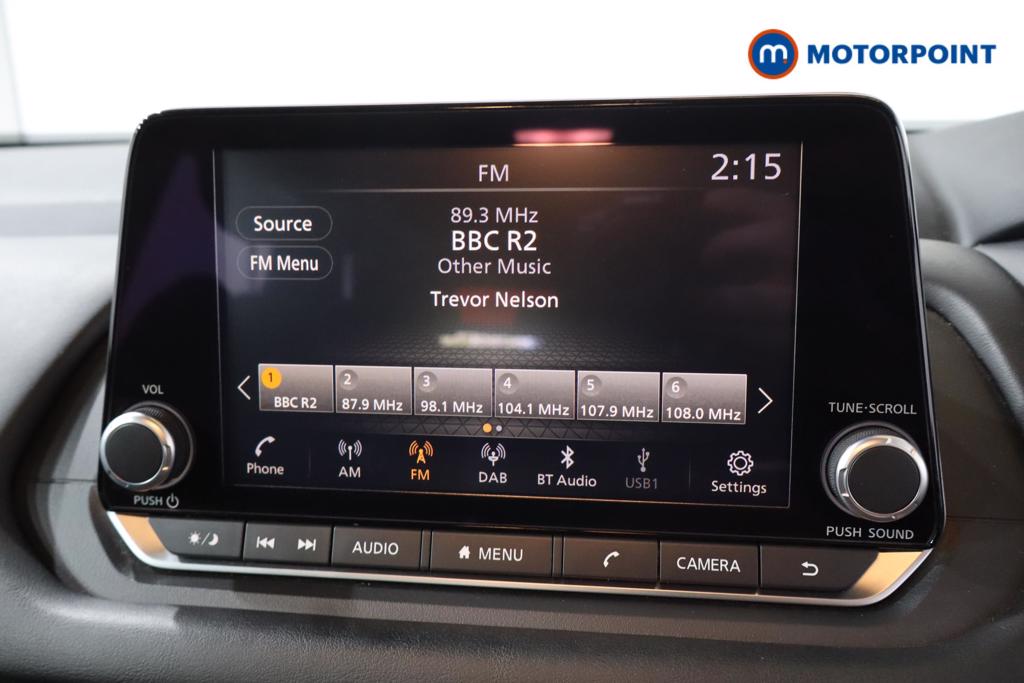 m MOTORPOINT
FM
2:15
Source
FM Menu
89.3 MHz
BBC R2
Other Music
Trevor Nelson
1 BBC R2
2 87.9 MHz
3 98.1 MHz
4 104.1 MHz
5 107.9 MHz
6 108.0 MHz
Phone
AM
FM
DAB
BT Audio
USB1
Settings
VOL
PUSH
TUNE·SCROLL
PUSH SOUND
AUDIO
MENU
CAMERA